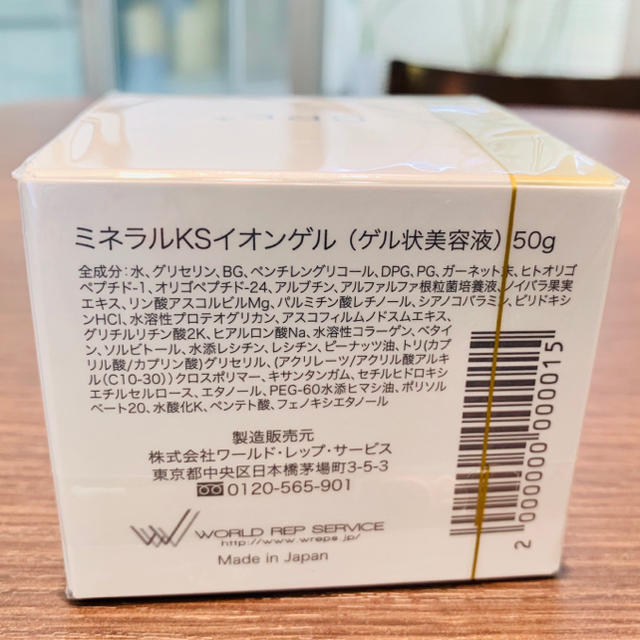 ミネラルKSイオンゲル（ゲル状美容液）50g
全成分：水、グリセリン、BG、ペンチレングリコール、DPG、PG、ガーネット末、ヒトオリゴ
ペプチド-1、オリゴペプチド-24、アルブチン、アルファルファ根粒菌培養液、ノイバラ果実
エキス、リン酸アスコルビルMg、パルミチン酸レチノール、シアノコバラミン、ピリドキシ
ンHCl、水溶性プロテオグリカン、アスコフィルムノドスムエキス、
グリチルリチン酸2K、ヒアルロン酸Na、水溶性コラーゲン、ベタイ
ン、ソルビトール、水添レシチン、レシチン、ピーナッツ油、トリ(カプリ
ル酸/カプリン酸)グリセリル、(アクリレーツ/アクリル酸アルキ
ル(C10-30))クロスポリマー、キサンタンガム、セチルヒドロキシ
エチルセルロース、エタノール、PEG-60水添ヒマシ油、ポリソル
ベート20、水酸化K、ペンテト酸、フェノキシエタノール
製造販売元
株式会社ワールド・レップ・サービス
東京都中央区日本橋茅場町3-5-3
0120-565-901
WORLD REP SERVICE
http://www.wreps.jp/
Made in Japan
2 000000 000015